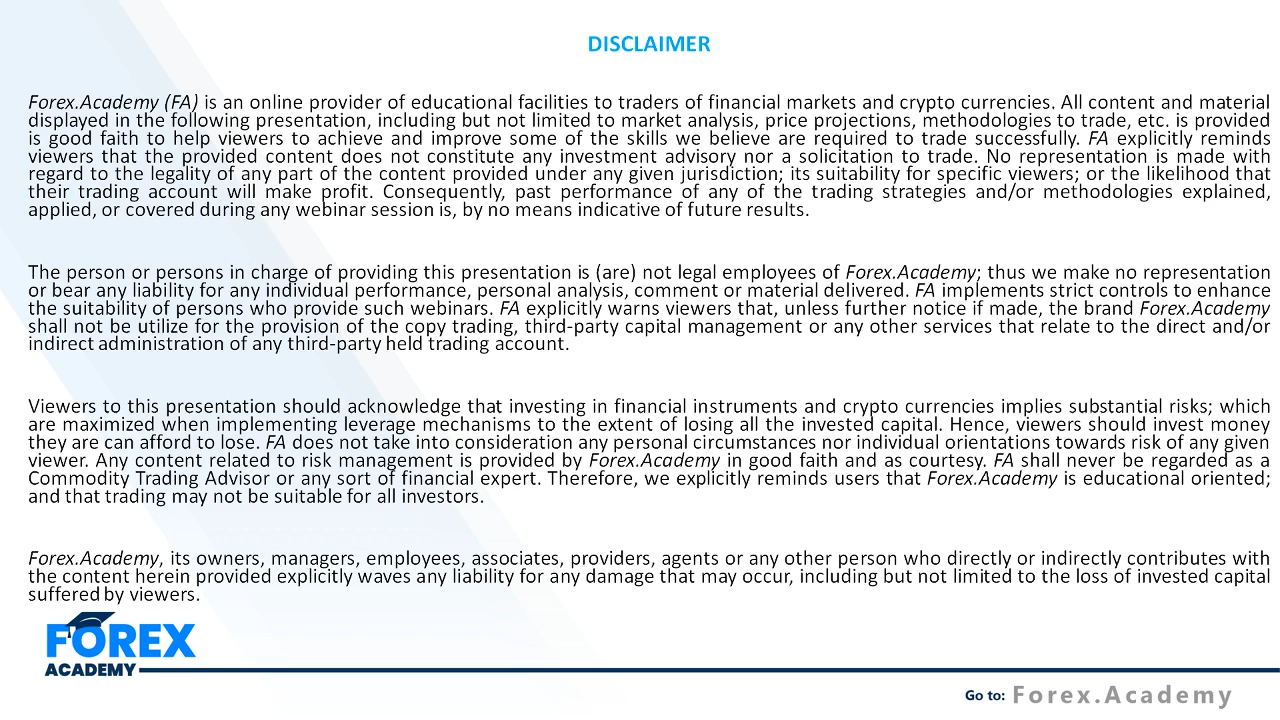 DISCLAIMER
Forex.Academy (FA) is an online provider of educational facilities to traders of financial markets and crypto currencies. All content and material
displayed in the following presentation, including but not limited to market analysis, price projections, methodologies to trade, etc. is provided
is good faith to help viewers to achieve and improve some of the skills we believe are required to trade successfully. FA explicitly reminds
viewers that the provided content does not constitute any investment advisory nor a solicitation to trade. No representation is made with
regard to the legality of any part of the content provided under any given jurisdiction; its suitability for specific viewers; or the likelihood that
their trading account will make profit. Consequently, past performance of any of the trading strategies and/or methodologies explained,
applied, or covered during any webinar session is, by no means indicative of future results.
The person or persons in charge of providing this presentation is (are) not legal employees of Forex.Academy; thus we make no representation
or bear any liability for any individual performance, personal analysis, comment or material delivered. FA implements strict controls to enhance
the suitability of persons who provide such webinars. FA explicitly warns viewers that, unless further notice if made, the brand Forex.Academy
shall not be utilize for the provision of the copy trading, third-party capital management or any other services that relate to the direct and/or
indirect administration of any third-party held trading account.
Viewers to this presentation should acknowledge that investing in financial instruments and crypto currencies implies substantial risks; which
are maximized when implementing leverage mechanisms to the extent of losing all the invested capital. Hence, viewers should invest money
they are can afford to lose. FA does not take into consideration any personal circumstances nor individual orientations towards risk of any given
viewer. Any content related to risk management is provided by Forex.Academy in good faith and as courtesy. FA shall never be regarded as a
Commodity Trading Advisor or any sort of financial expert. Therefore, we explicitly reminds users that Forex.Academy is educational oriented;
and that trading may not be suitable for all investors.
Forex.Academy, its owners, managers, employees, associates, providers, agents or any other person who directly or indirectly contributes with
the content herein provided explicitly waves any liability for any damage that may occur, including but not limited to the loss of invested capital
suffered by viewers.
FOREX
ACADEMY
Go to: Forex.Academy